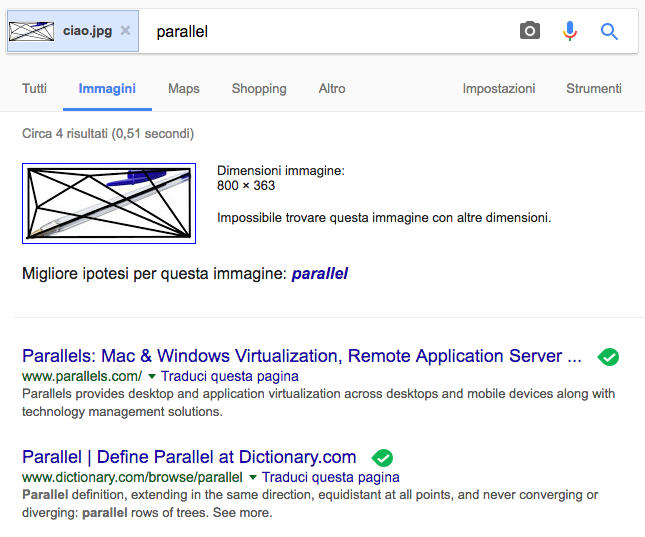 ciao.jpg × parallel
Tutti Immagini Maps Shopping Altro Impostazioni Strumenti
Circa 4 risultati (0,51 secondi)
Dimensioni immagine:
800 × 363
Impossibile trovare questa immagine con altre dimensioni.
Migliore ipotesi per questa immagine: parallel
Parallels: Mac & Windows Virtualization, Remote Application Server ...
www.parallels.com/ ▼ Traduci questa pagina
Parallels provides desktop and application virtualization across desktops and mobile devices along with
technology management solutions.
Parallel | Define Parallel at Dictionary.com
www.dictionary.com/browse/parallel ▼ Traduci questa pagina
Parallel definition, extending in the same direction, equidistant at all points, and never converging or
diverging: parallel rows of trees. See more.